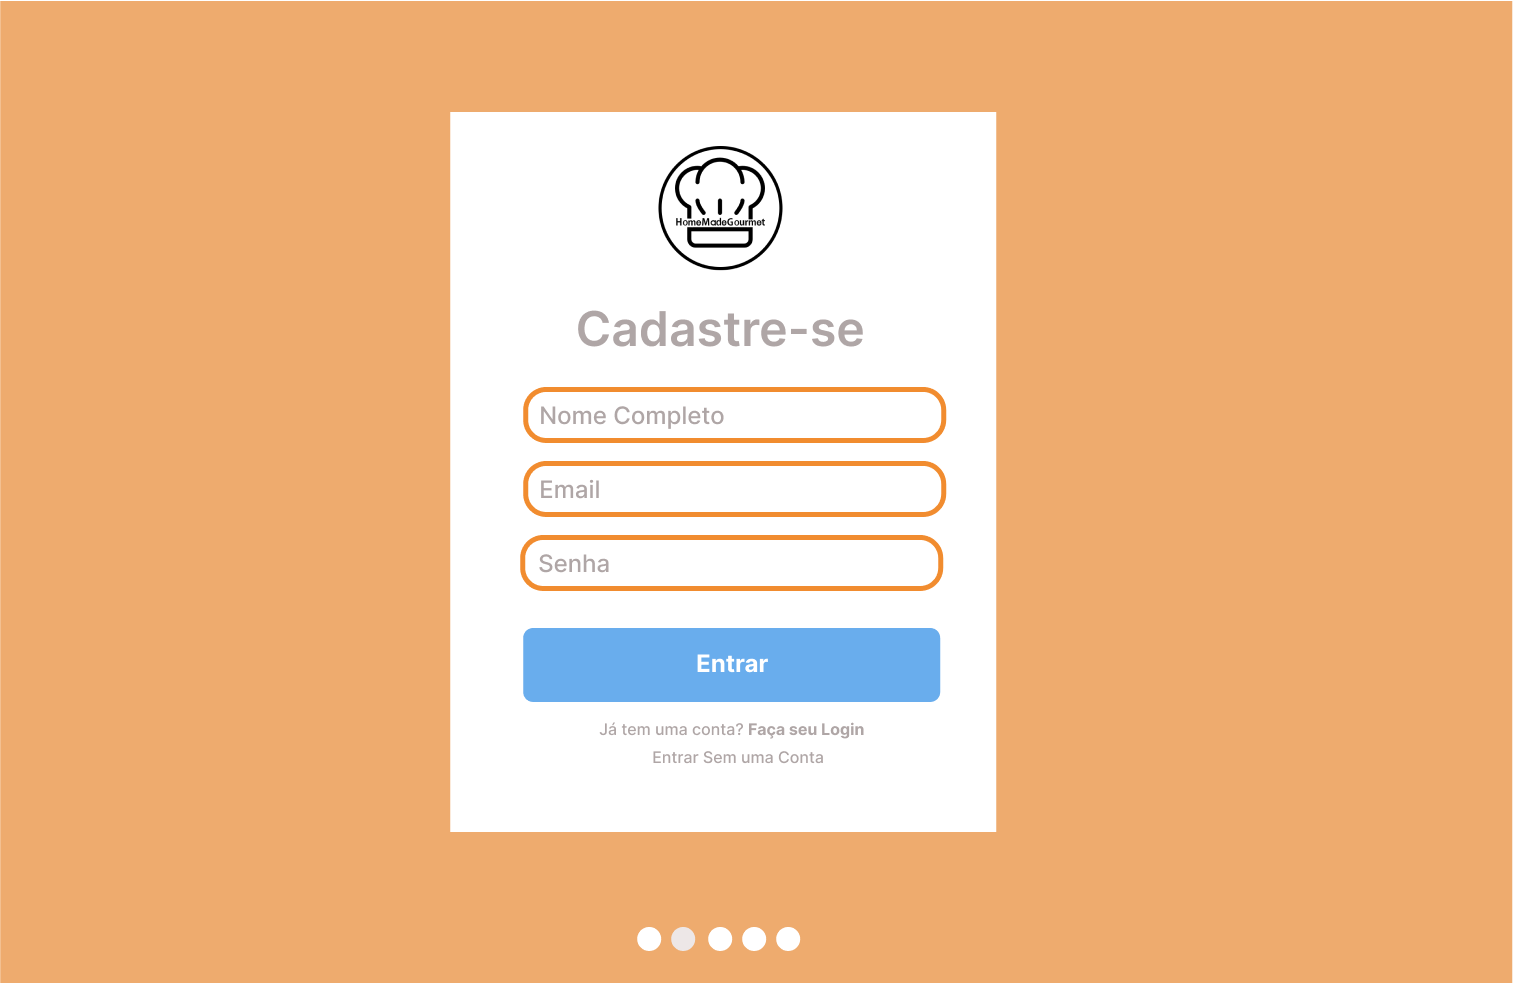 HomeMadeGourmet
Cadastre-se
Nome Completo
Email
Senha
Entrar
Já tem uma conta? Faça seu Login
Entrar Sem uma Conta